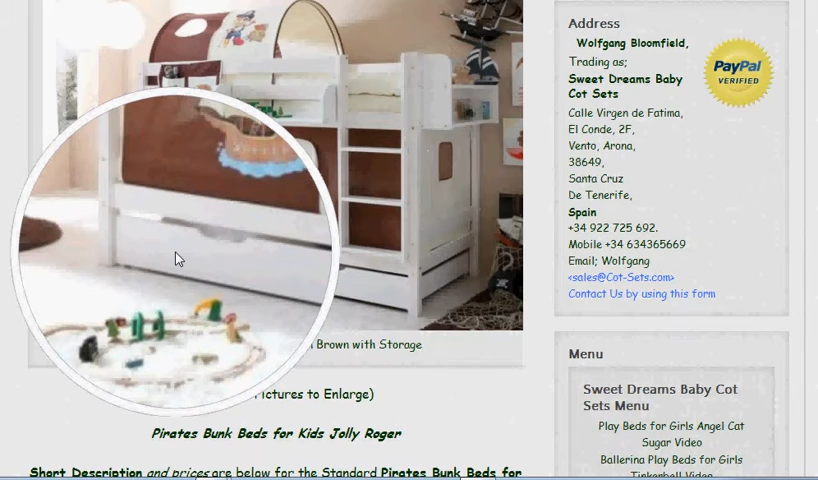 Brown with Storage
Pictures to Enlarge)
Pirates Bunk Beds for Kids Jolly Roger
Short Description and prices are below for the Standard Pirates Bunk Beds for
Address
Wolfgang Bloomfield,
Trading as;
Sweet Dreams Baby
Cot Sets
PayPal
VERIFIED
Calle Virgen de Fatima,
El Conde, 2F,
Vento, Arona,
38649,
Santa Cruz
De Tenerife,
Spain
+34 922 725 692.
Mobile +34 634365669
Email; Wolfgang
<sales@Cot-Sets.com>
Contact Us by using this form
Menu
Sweet Dreams Baby Cot
Sets Menu
Play Beds for Girls Angel Cat
Sugar Video
Ballerina Play Beds for Girls
Tinkerbell Video